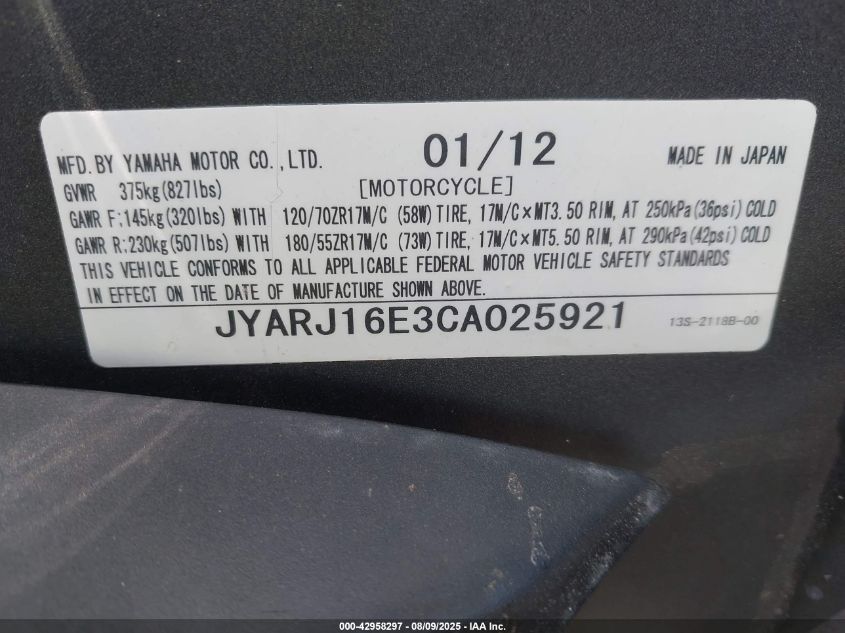 MFD. BY YAMAHA MOTOR CO., LTD. 01/12 MADE IN JAPAN
GVWR 375kg(827lbs) [MOTORCYCLE]
GAWR F:145kg(320lbs) WITH 120/70ZR17M/C (58W) TIRE, 17M/C×MT3.50 RIM, AT 250kPa(36psi) COLD
GAWR R:230kg(507lbs) WITH 180/55ZR17M/C (73W) TIRE, 17M/C×MT5.50 RIM, AT 290kPa(42psi) COLD
THIS VEHICLE CONFORMS TO ALL APPLICABLE FEDERAL MOTOR VEHICLE SAFETY STANDARDS
IN EFFECT ON THE DATE OF MANUFACTURE SHOWN ABOVE.
JYARJ16E3CA025921 13S-2118B-00
000-42958297 - 08/09/2025 - IAA Inc.